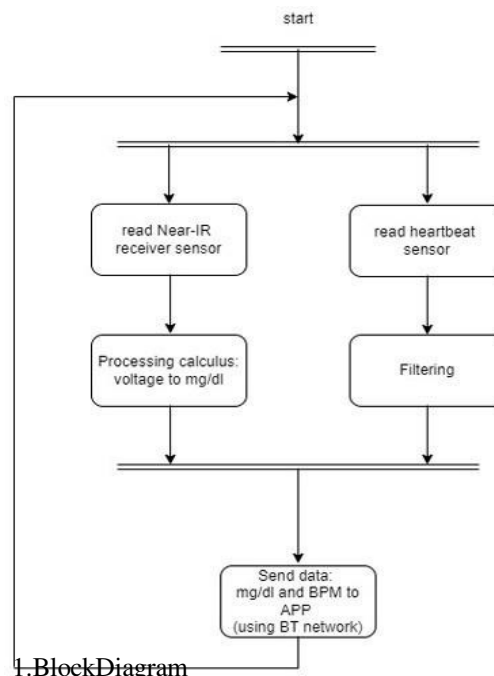 start
read Near-IR
receiver sensor
read heartbeat
sensor
Processing calculus:
voltage to mg/dl
Filtering
Send data:
mg/dl and BPM to
APP
(using BT network)
1.BlockDiagram